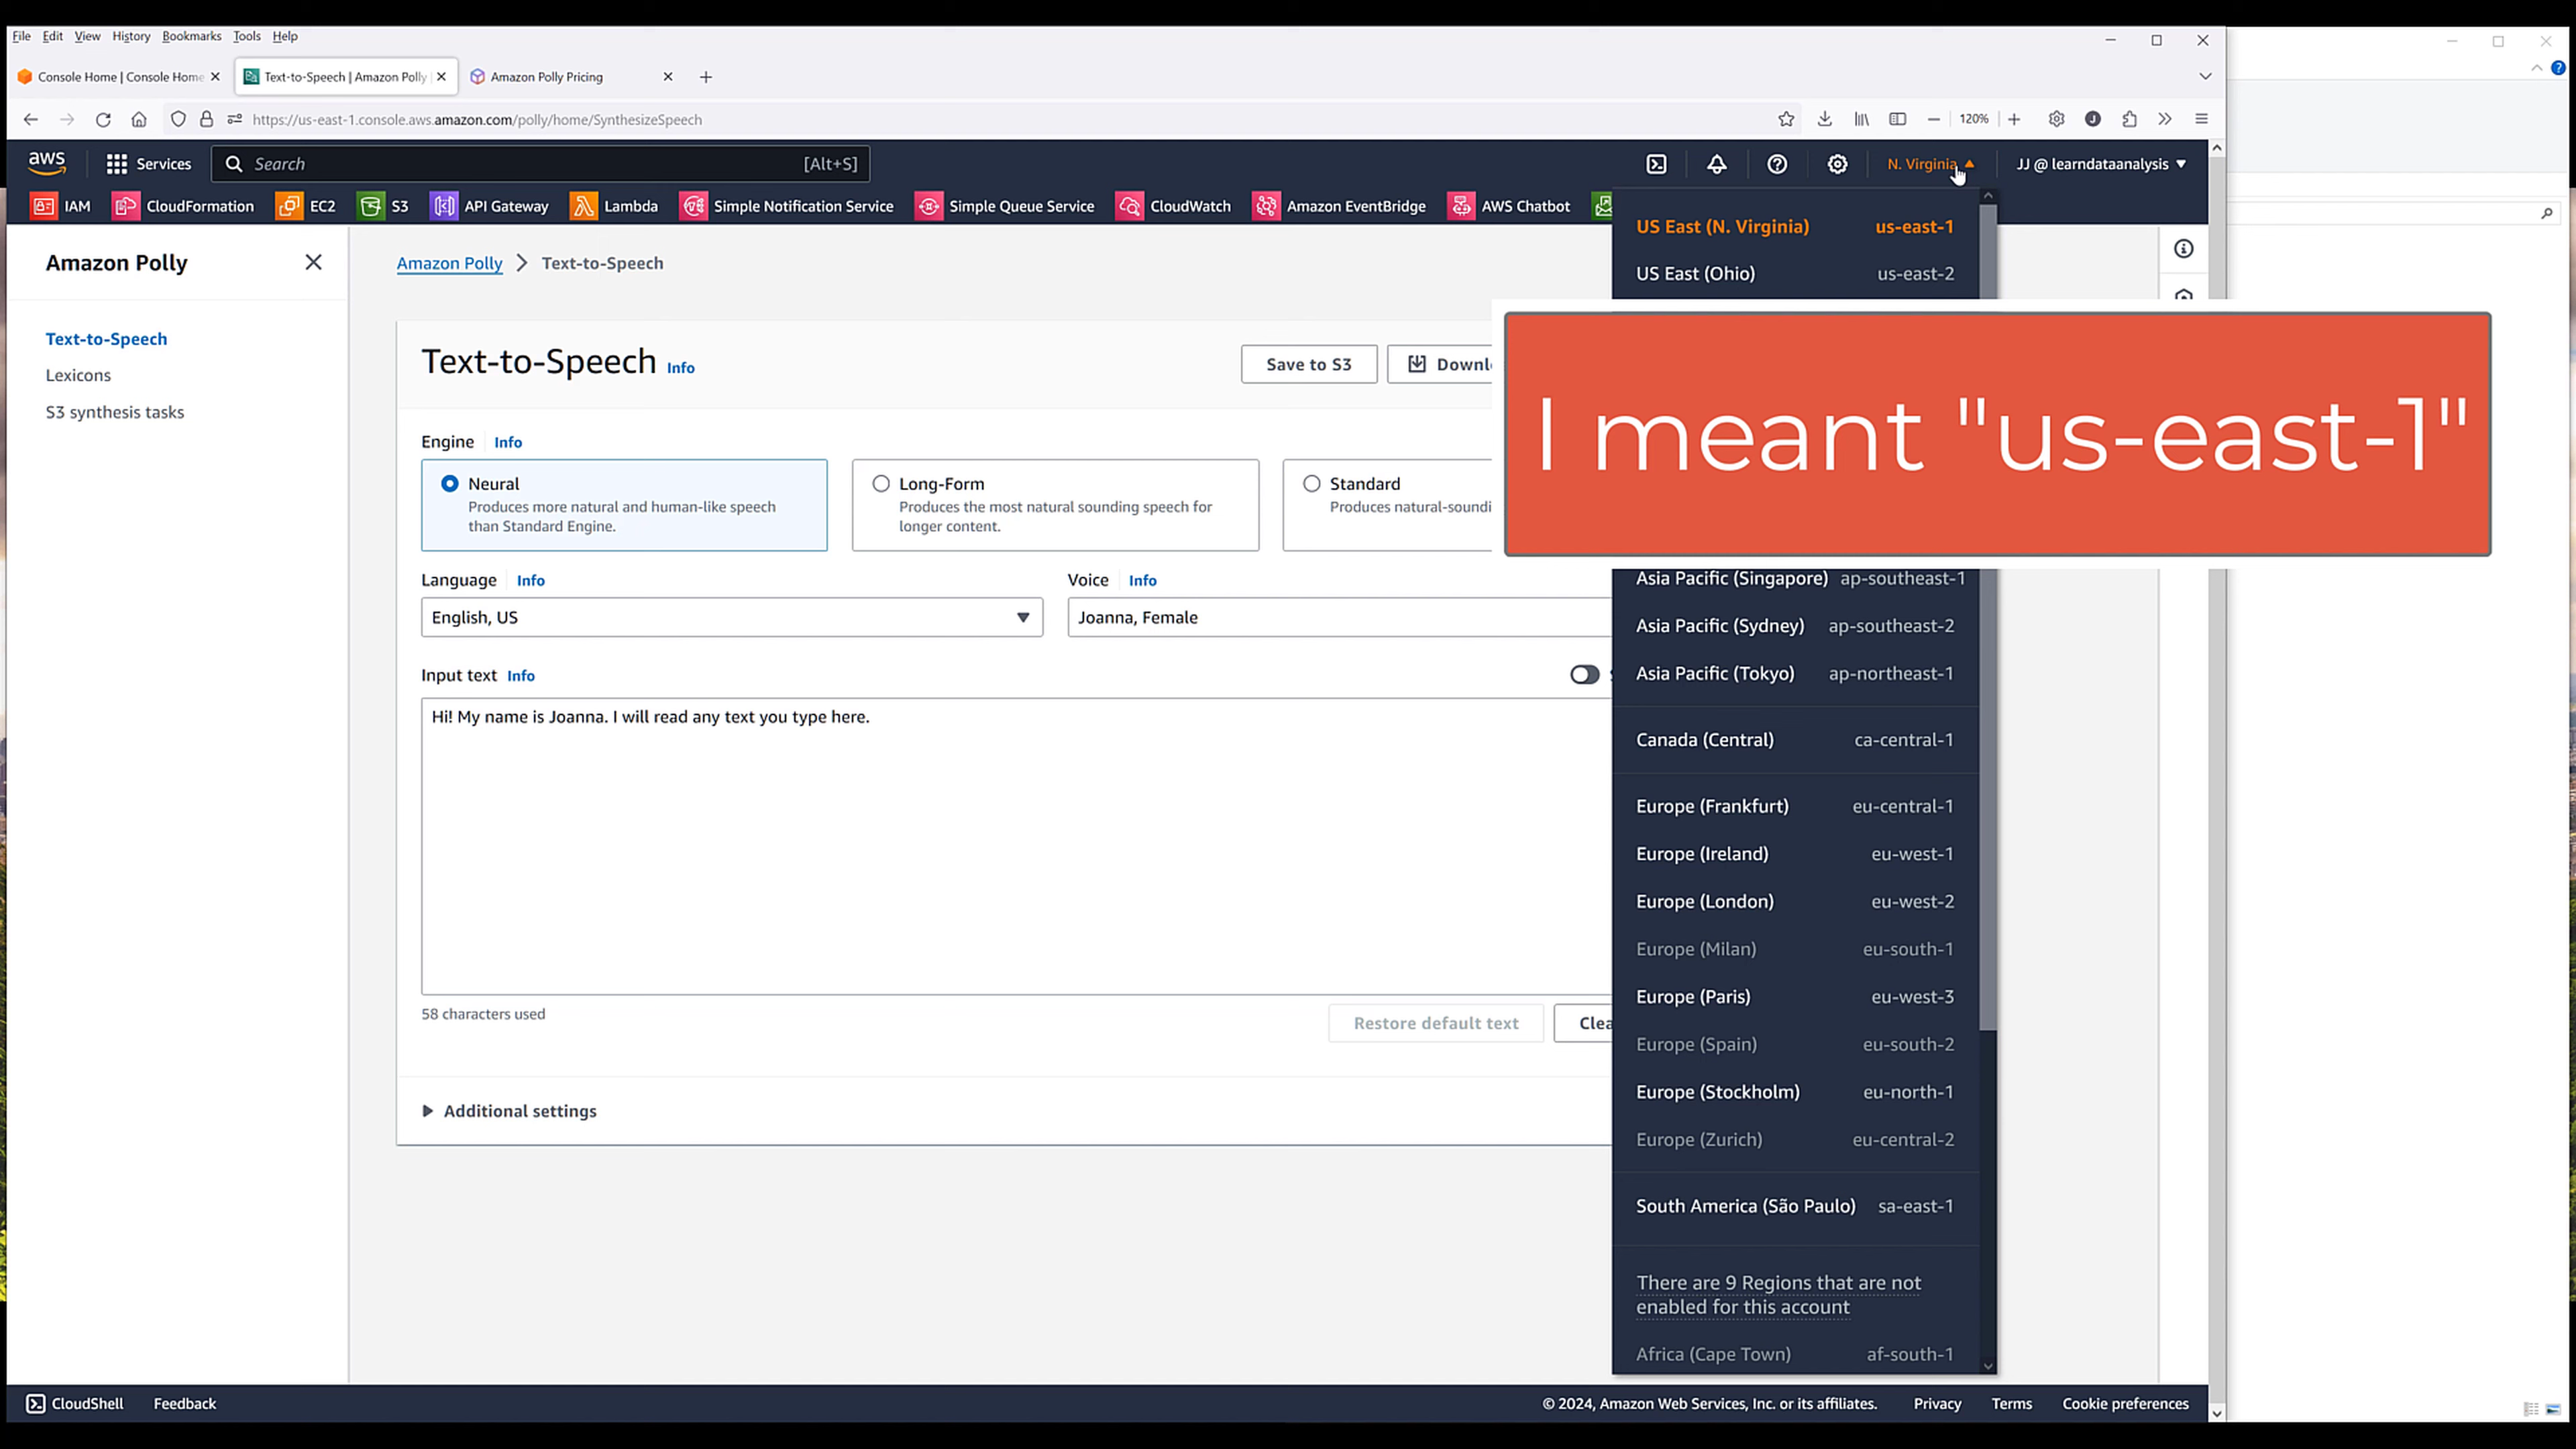 File Edit View History Bookmarks Tools Help
Console Home | Console Home
Text-to-Speech | Amazon Polly
Amazon Polly Pricing
https://us-east-1.console.aws.amazon.com/polly/home/SynthesizeSpeech
120%
J
aws
Services
Search
[Alt+S]
N. Virginia
JJ @ learndataanalysis
IAM
CloudFormation
EC2
S3
API Gateway
Lambda
Simple Notification Service
Simple Queue Service
CloudWatch
Amazon EventBridge
AWS Chatbot
Amazon Polly
Text-to-Speech
Lexicons
S3 synthesis tasks
Amazon Polly > Text-to-Speech
Text-to-Speech Info
Save to S3
Downl
Engine Info
Neural
Produces more natural and human-like speech
than Standard Engine.
Long-Form
Produces the most natural sounding speech for
longer content.
Standard
Produces natural-soundi
Language Info
English, US
Voice Info
Joanna, Female
Input text Info
Hi! My name is Joanna. I will read any text you type here.
58 characters used
Restore default text
Clea
Additional settings
US East (N. Virginia) us-east-1
US East (Ohio) us-east-2
I meant "us-east-1"
Asia Pacific (Singapore) ap-southeast-1
Asia Pacific (Sydney) ap-southeast-2
Asia Pacific (Tokyo) ap-northeast-1
Canada (Central) ca-central-1
Europe (Frankfurt) eu-central-1
Europe (Ireland) eu-west-1
Europe (London) eu-west-2
Europe (Milan) eu-south-1
Europe (Paris) eu-west-3
Europe (Spain) eu-south-2
Europe (Stockholm) eu-north-1
Europe (Zurich) eu-central-2
South America (São Paulo) sa-east-1
There are 9 Regions that are not
enabled for this account
Africa (Cape Town) af-south-1
CloudShell
Feedback
© 2024, Amazon Web Services, Inc. or its affiliates.
Privacy
Terms
Cookie preferences